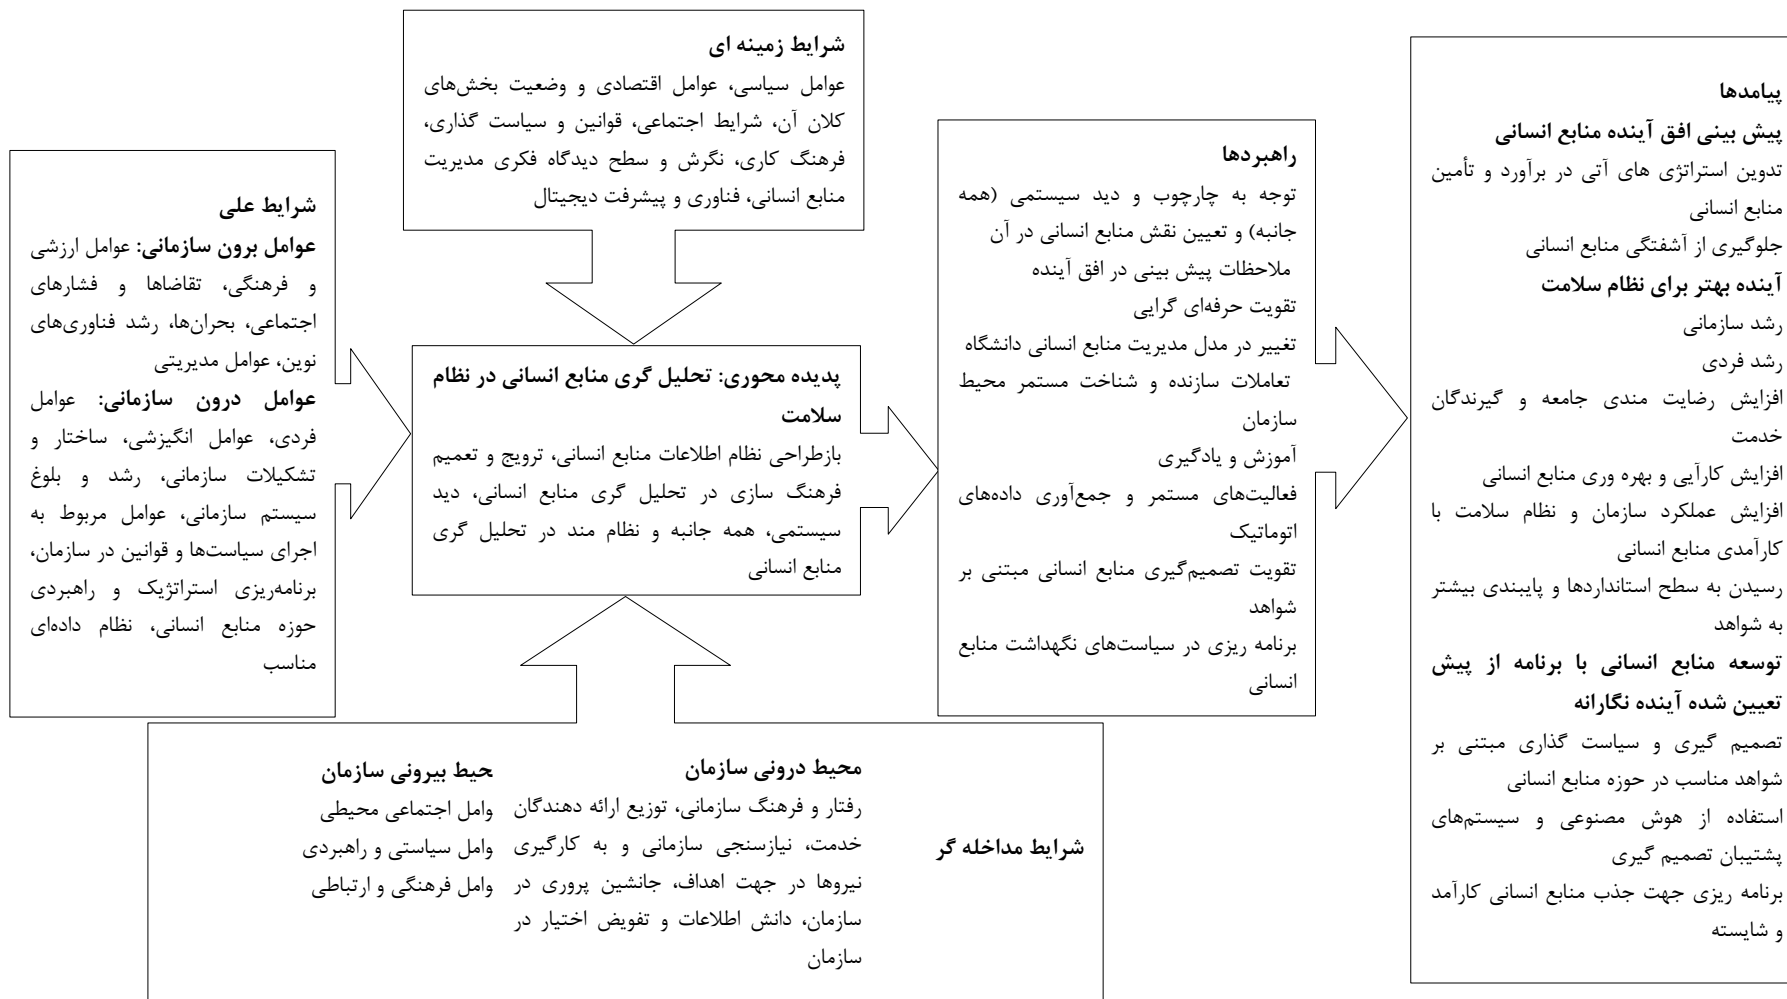 شرایط زمینه ای
عوامل سیاسی، عوامل اقتصادی و وضعیت بخش‌های
کلان آن، شرایط اجتماعی، قوانین و سیاست گذاری،
فرهنگ کاری، نگرش و سطح دیدگاه فکری مدیریت
منابع انسانی، فناوری و پیشرفت دیجیتال
شرایط علی
عوامل برون سازمانی: عوامل ارزشی
و فرهنگی، تقاضاها و فشارهای
اجتماعی، بحران‌ها، رشد فناوری‌های
نوین، عوامل مدیریتی
عوامل درون سازمانی: عوامل
فردی، عوامل انگیزشی، ساختار و
تشکیلات سازمانی، رشد و بلوغ
سیستم سازمانی، عوامل مربوط به
اجرای سیاست‌ها و قوانین در سازمان،
برنامه‌ریزی استراتژیک و راهبردی
حوزه منابع انسانی، نظام داده‌ای
مناسب
پدیده محوری: تحلیل گری منابع انسانی در نظام
سلامت
بازطراحی نظام اطلاعات منابع انسانی، ترویج و تعمیم
فرهنگ سازی در تحلیل گری منابع انسانی، دید
سیستمی، همه جانبه و نظام مند در تحلیل گری
منابع انسانی
شرایط مداخله گر
محیط درونی سازمان
رفتار و فرهنگ سازمانی، توزیع ارائه دهندگان
خدمت، نیازسنجی سازمانی و به کارگیری
نیروها در جهت اهداف، جانشین پروری در
سازمان، دانش اطلاعات و تفویض اختیار در
سازمان
حیط بیرونی سازمان
وامل اجتماعی محیطی
وامل سیاستی و راهبردی
وامل فرهنگی و ارتباطی
راهبردها
توجه به چارچوب و دید سیستمی (همه
جانبه) و تعیین نقش منابع انسانی در آن
ملاحظات پیش بینی در افق آینده
تقویت حرفه‌ای گرایی
تغییر در مدل مدیریت منابع انسانی دانشگاه
تعاملات سازنده و شناخت مستمر محیط
سازمان
آموزش و یادگیری
فعالیت‌های مستمر و جمع‌آوری داده‌های
اتوماتیک
تقویت تصمیم‌گیری منابع انسانی مبتنی بر
شواهد
برنامه ریزی در سیاست‌های نگهداشت منابع
انسانی
پیامدها
پیش بینی افق آینده منابع انسانی
تدوین استراتژی های آتی در برآورد و تأمین
منابع انسانی
جلوگیری از آشفتگی منابع انسانی
آینده بهتر برای نظام سلامت
رشد سازمانی
رشد فردی
افزایش رضایت مندی جامعه و گیرندگان
خدمت
افزایش کارآیی و بهره وری منابع انسانی
افزایش عملکرد سازمان و نظام سلامت با
کارآمدی منابع انسانی
رسیدن به سطح استانداردها و پایبندی بیشتر
به شواهد
توسعه منابع انسانی با برنامه از پیش
تعیین شده آینده نگارانه
تصمیم گیری و سیاست گذاری مبتنی بر
شواهد مناسب در حوزه منابع انسانی
استفاده از هوش مصنوعی و سیستم‌های
پشتیبان تصمیم گیری
برنامه ریزی جهت جذب منابع انسانی کارآمد
و شایسته